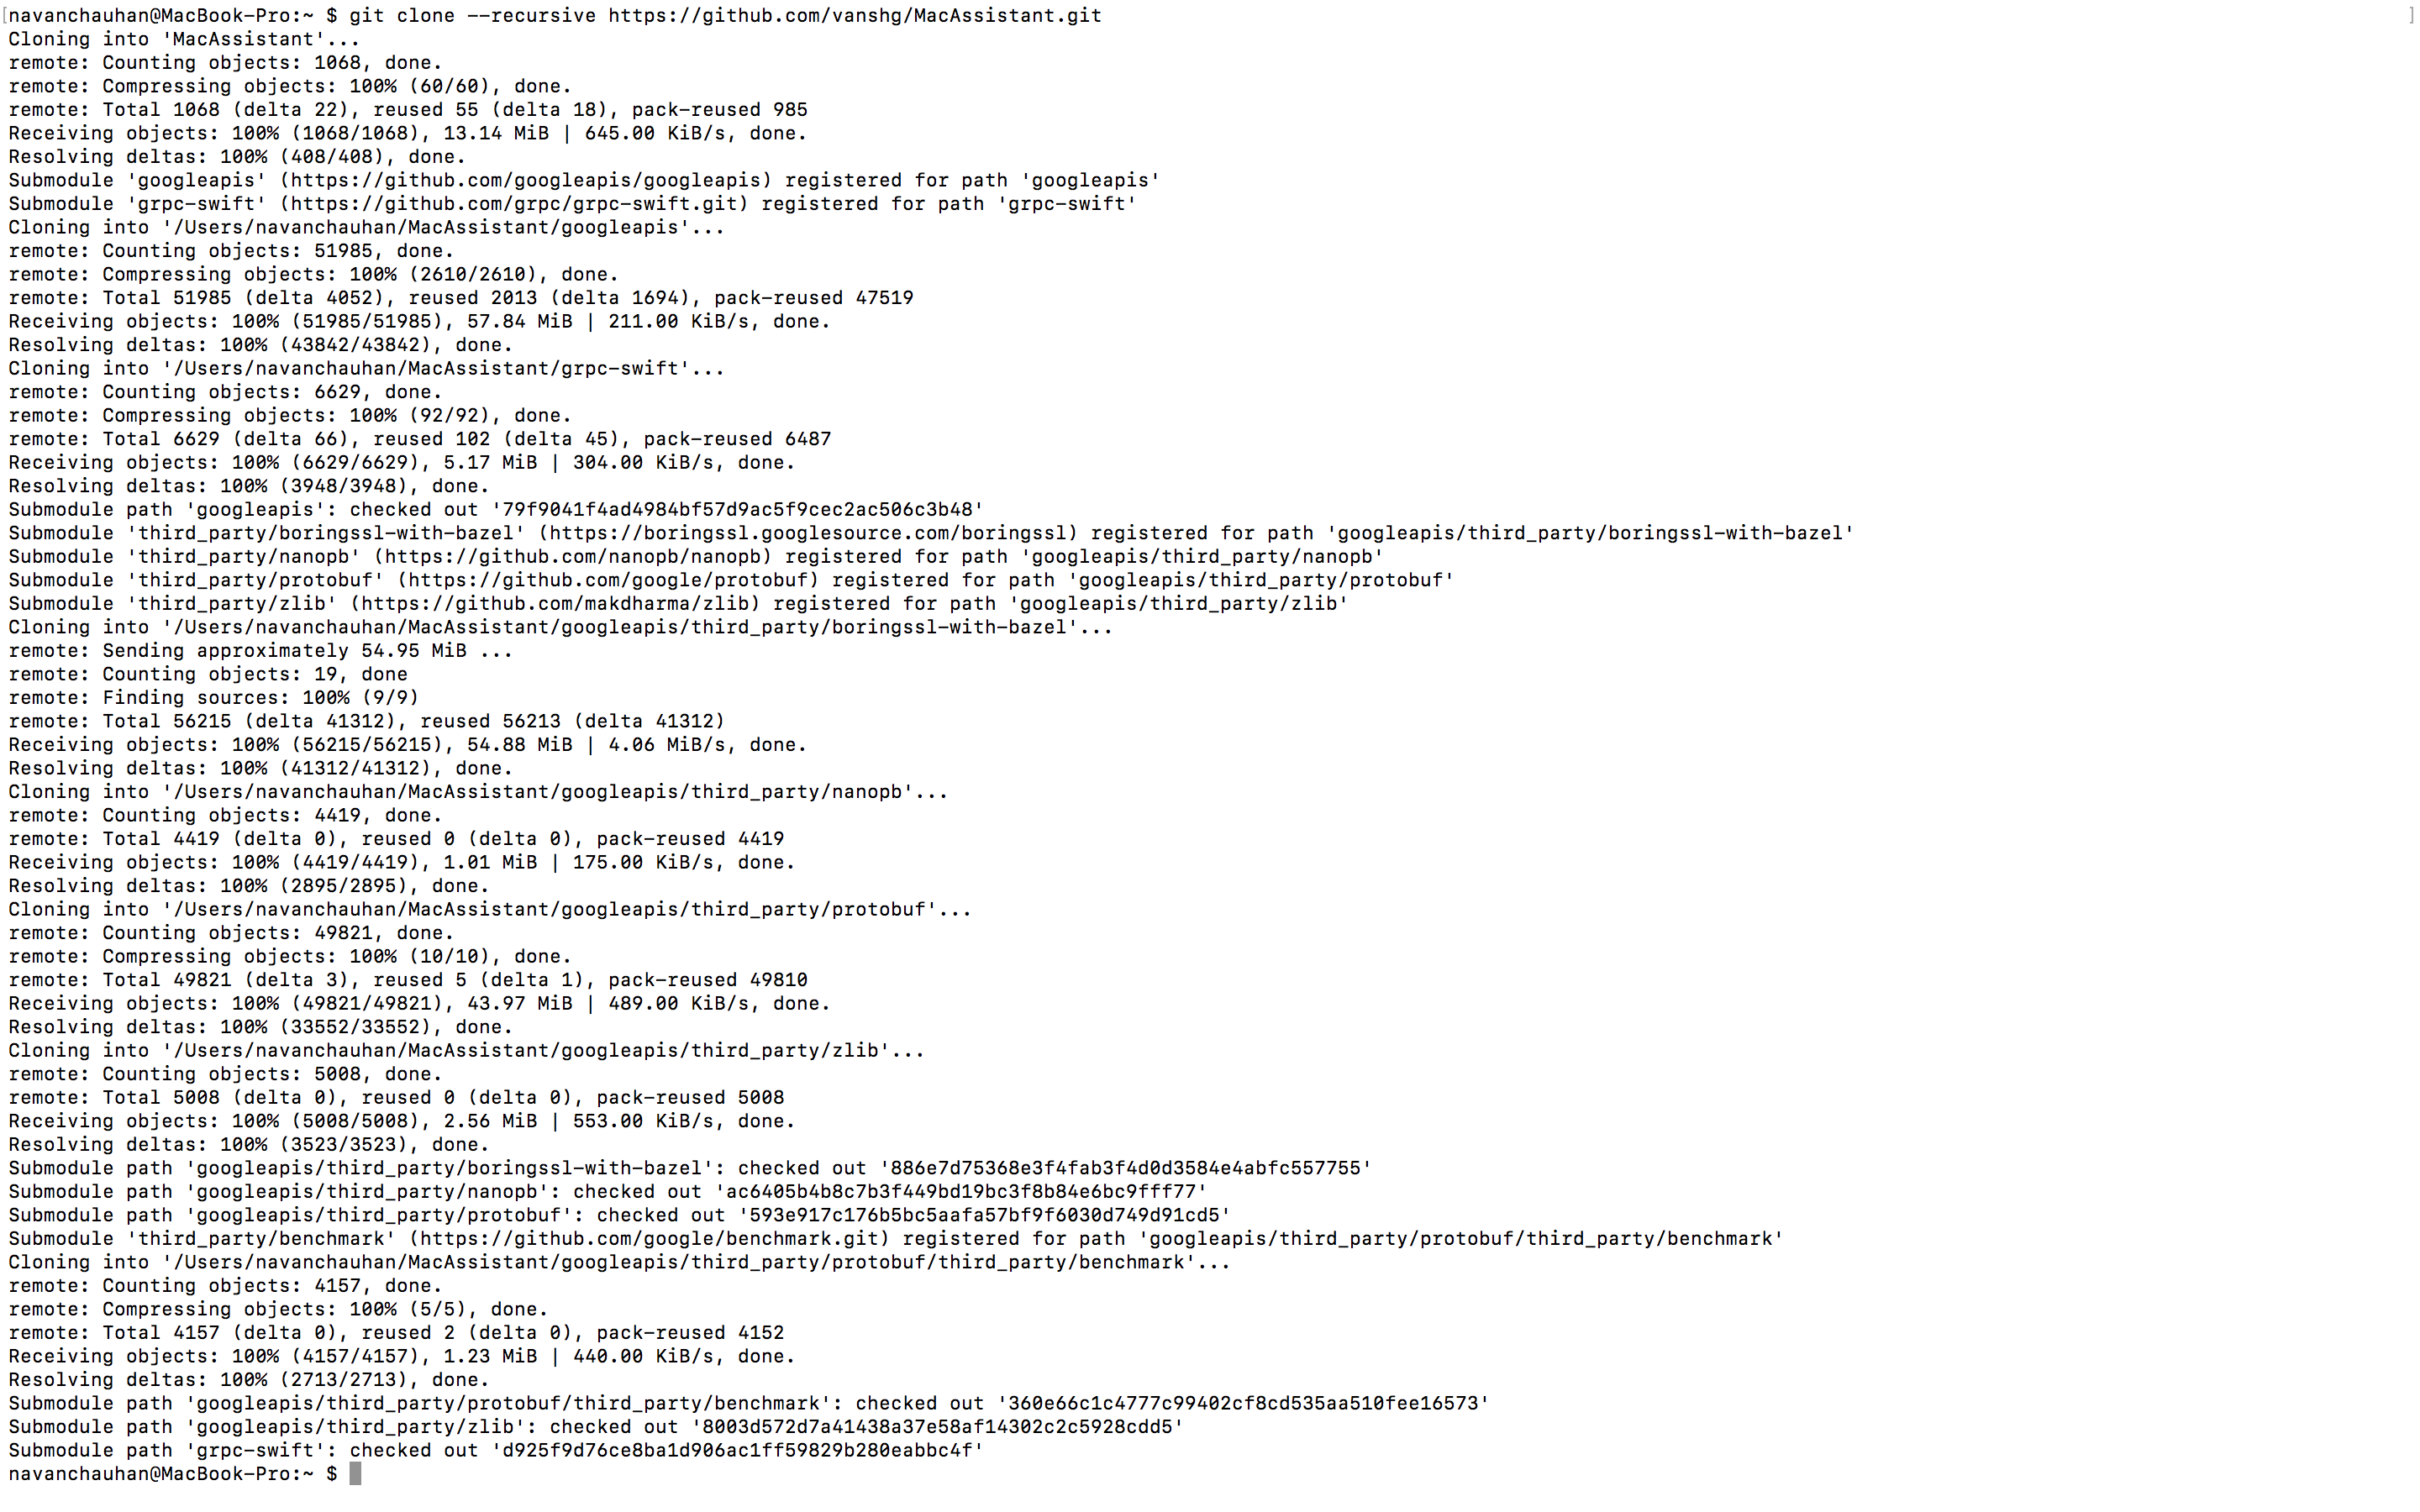 [navanchauhan@MacBook-Pro:~ $ git clone --recursive https://github.com/vanshg/MacAssistant.git ]
Cloning into 'MacAssistant'...
remote: Counting objects: 1068, done.
remote: Compressing objects: 100% (60/60), done.
remote: Total 1068 (delta 22), reused 55 (delta 18), pack-reused 985
Receiving objects: 100% (1068/1068), 13.14 MiB | 645.00 KiB/s, done.
Resolving deltas: 100% (408/408), done.
Submodule 'googleapis' (https://github.com/googleapis/googleapis) registered for path 'googleapis'
Submodule 'grpc-swift' (https://github.com/grpc/grpc-swift.git) registered for path 'grpc-swift'
Cloning into '/Users/navanchauhan/MacAssistant/googleapis'...
remote: Counting objects: 51985, done.
remote: Compressing objects: 100% (2610/2610), done.
remote: Total 51985 (delta 4052), reused 2013 (delta 1694), pack-reused 47519
Receiving objects: 100% (51985/51985), 57.84 MiB | 211.00 KiB/s, done.
Resolving deltas: 100% (43842/43842), done.
Cloning into '/Users/navanchauhan/MacAssistant/grpc-swift'...
remote: Counting objects: 6629, done.
remote: Compressing objects: 100% (92/92), done.
remote: Total 6629 (delta 66), reused 102 (delta 45), pack-reused 6487
Receiving objects: 100% (6629/6629), 5.17 MiB | 304.00 KiB/s, done.
Resolving deltas: 100% (3948/3948), done.
Submodule path 'googleapis': checked out '79f9041f4ad4984bf57d9ac5f9cec2ac506c3b48'
Submodule 'third_party/boringssl-with-bazel' (https://boringssl.googlesource.com/boringssl) registered for path 'googleapis/third_party/boringssl-with-bazel'
Submodule 'third_party/nanopb' (https://github.com/nanopb/nanopb) registered for path 'googleapis/third_party/nanopb'
Submodule 'third_party/protobuf' (https://github.com/google/protobuf) registered for path 'googleapis/third_party/protobuf'
Submodule 'third_party/zlib' (https://github.com/makdharma/zlib) registered for path 'googleapis/third_party/zlib'
Cloning into '/Users/navanchauhan/MacAssistant/googleapis/third_party/boringssl-with-bazel'...
remote: Sending approximately 54.95 MiB ...
remote: Counting objects: 19, done
remote: Finding sources: 100% (9/9)
remote: Total 56215 (delta 41312), reused 56213 (delta 41312)
Receiving objects: 100% (56215/56215), 54.88 MiB | 4.06 MiB/s, done.
Resolving deltas: 100% (41312/41312), done.
Cloning into '/Users/navanchauhan/MacAssistant/googleapis/third_party/nanopb'...
remote: Counting objects: 4419, done.
remote: Total 4419 (delta 0), reused 0 (delta 0), pack-reused 4419
Receiving objects: 100% (4419/4419), 1.01 MiB | 175.00 KiB/s, done.
Resolving deltas: 100% (2895/2895), done.
Cloning into '/Users/navanchauhan/MacAssistant/googleapis/third_party/protobuf'...
remote: Counting objects: 49821, done.
remote: Compressing objects: 100% (10/10), done.
remote: Total 49821 (delta 3), reused 5 (delta 1), pack-reused 49810
Receiving objects: 100% (49821/49821), 43.97 MiB | 489.00 KiB/s, done.
Resolving deltas: 100% (33552/33552), done.
Cloning into '/Users/navanchauhan/MacAssistant/googleapis/third_party/zlib'...
remote: Counting objects: 5008, done.
remote: Total 5008 (delta 0), reused 0 (delta 0), pack-reused 5008
Receiving objects: 100% (5008/5008), 2.56 MiB | 553.00 KiB/s, done.
Resolving deltas: 100% (3523/3523), done.
Submodule path 'googleapis/third_party/boringssl-with-bazel': checked out '886e7d75368e3f4fab3f4d0d3584e4abfc557755'
Submodule path 'googleapis/third_party/nanopb': checked out 'ac6405b4b8c7b3f449bd19bc3f8b84e6bc9fff77'
Submodule path 'googleapis/third_party/protobuf': checked out '593e917c176b5bc5aafa57bf9f6030d749d91cd5'
Submodule 'third_party/benchmark' (https://github.com/google/benchmark.git) registered for path 'googleapis/third_party/protobuf/third_party/benchmark'
Cloning into '/Users/navanchauhan/MacAssistant/googleapis/third_party/protobuf/third_party/benchmark'...
remote: Counting objects: 4157, done.
remote: Compressing objects: 100% (5/5), done.
remote: Total 4157 (delta 0), reused 2 (delta 0), pack-reused 4152
Receiving objects: 100% (4157/4157), 1.23 MiB | 440.00 KiB/s, done.
Resolving deltas: 100% (2713/2713), done.
Submodule path 'googleapis/third_party/protobuf/third_party/benchmark': checked out '360e66c1c4777c99402cf8cd535aa510fee16573'
Submodule path 'googleapis/third_party/zlib': checked out '8003d572d7a41438a37e58af14302c2c5928cdd5'
Submodule path 'grpc-swift': checked out 'd925f9d76ce8ba1d906ac1ff59829b280eabbc4f'
navanchauhan@MacBook-Pro:~ $